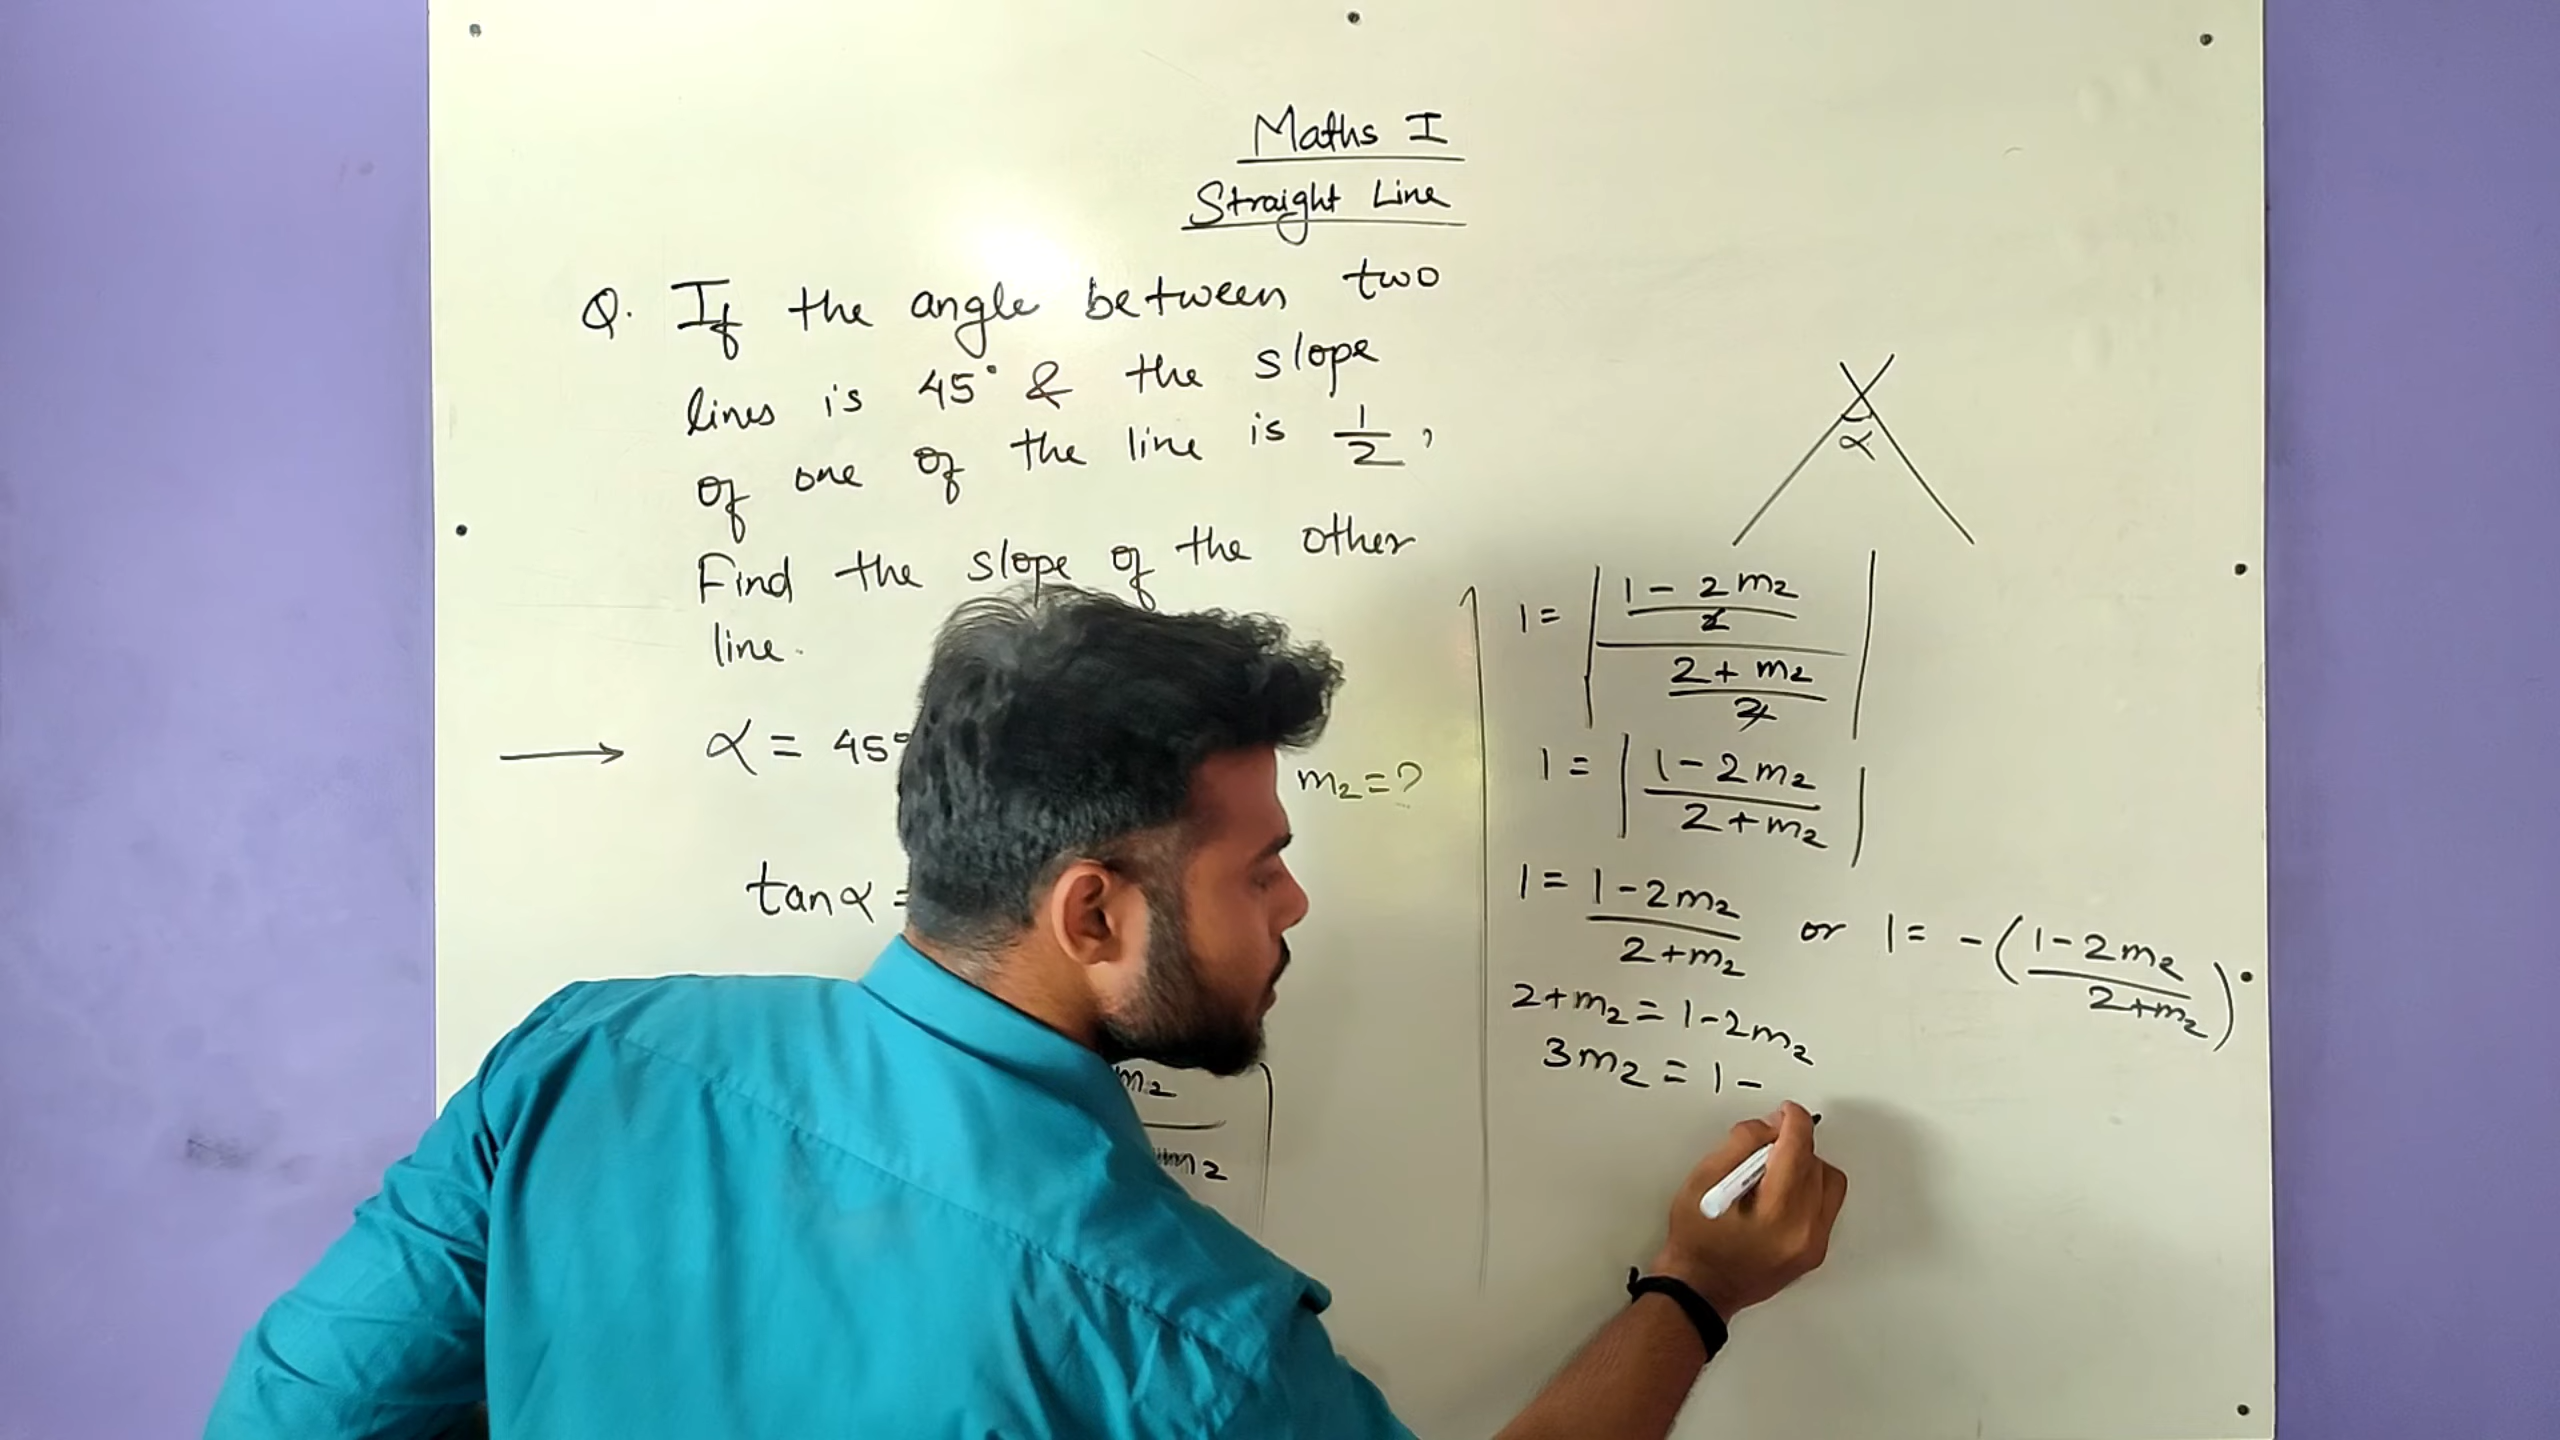 Maths I
Straight Line
Q. If the angle between two
lines is 45° & the slope
of one of the line is 1/2,
Find the slope of the other
line.
α = 45°
m₂ = ?
tanα =
m₂
m₂
α
1 = | (1 - 2m₂)/2 / (2 + m₂)/2 |
1 = | (1 - 2m₂)/(2 + m₂) |
1 = (1 - 2m₂)/(2 + m₂) or 1 = -((1 - 2m₂)/(2 + m₂))
2 + m₂ = 1 - 2m₂
3m₂ = 1 -